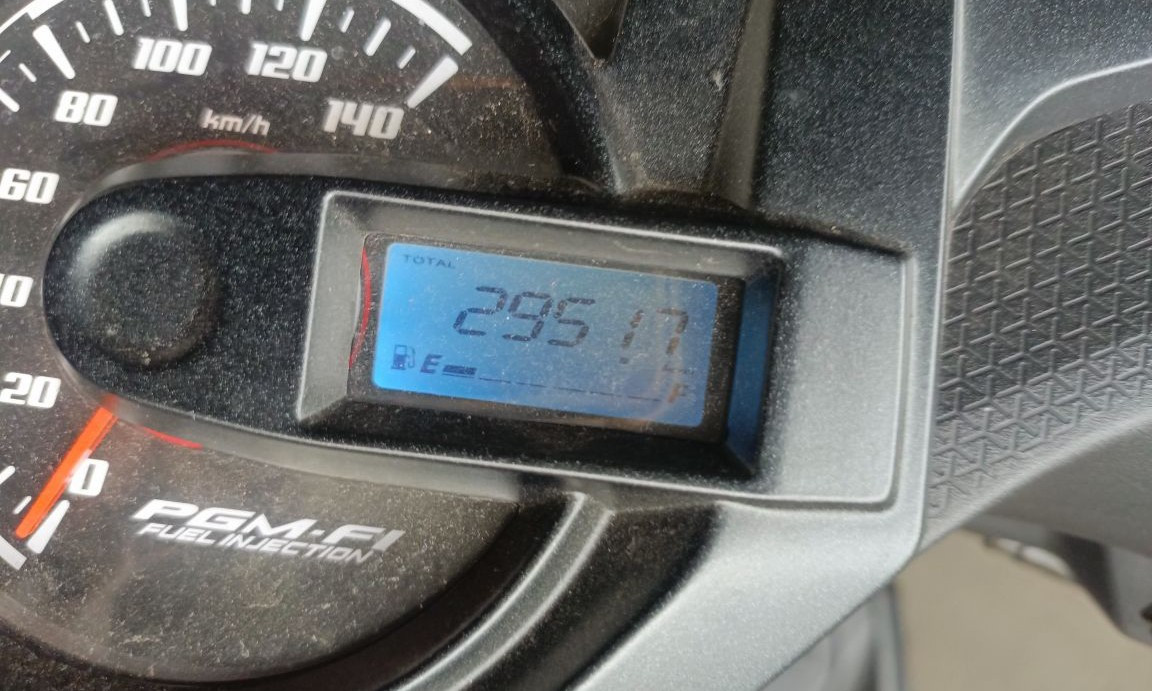 100 120
80 140
km/h
60
TOTAL
29517
E F
20
0
PGM-FI
FUEL INJECTION